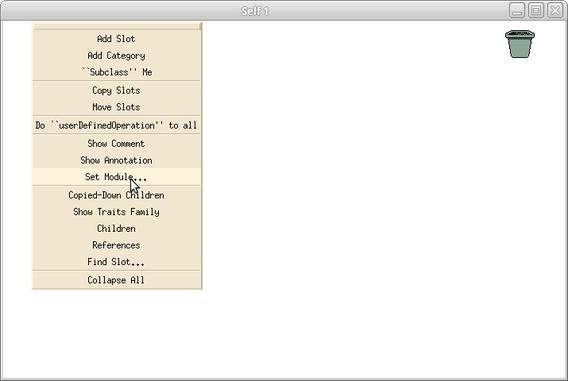 Self 1
Add Slot
Add Category
``Subclass'' Me
Copy Slots
Move Slots
Do ``userDefinedOperation'' to all
Show Comment
Show Annotation
Set Module...
Copied-Down Children
Show Traits Family
Children
References
Find Slot...
Collapse All